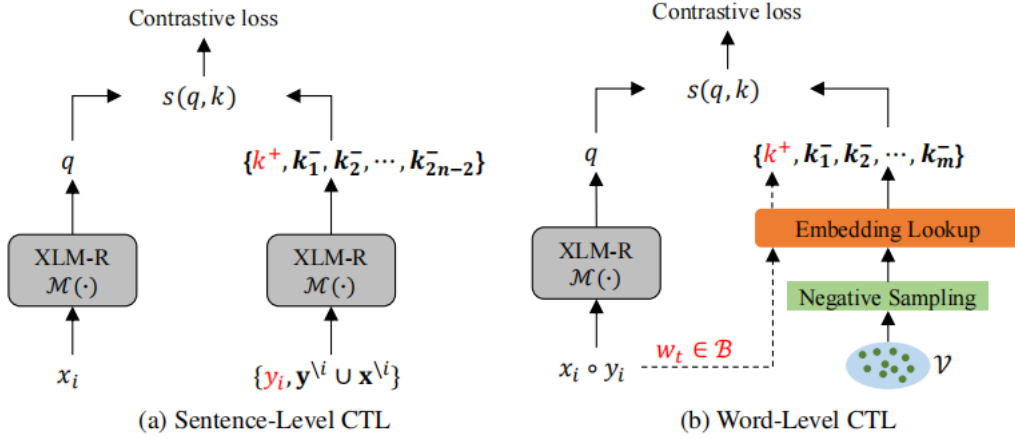 Contrastive loss
s(q, k)
q
{k⁺, k₁⁻, k₂⁻, ⋯, k₂ₙ₋₂⁻}
XLM-R
ℳ(·)
XLM-R
ℳ(·)
xᵢ
{yᵢ, y^{\i} ∪ x^{\i}}
(a) Sentence-Level CTL
Contrastive loss
s(q, k)
q
{k⁺, k₁⁻, k₂⁻, ⋯, kₘ⁻}
Embedding Lookup
XLM-R
ℳ(·)
Negative Sampling
w_t ∈ ℬ
xᵢ ∘ yᵢ
𝒱
(b) Word-Level CTL